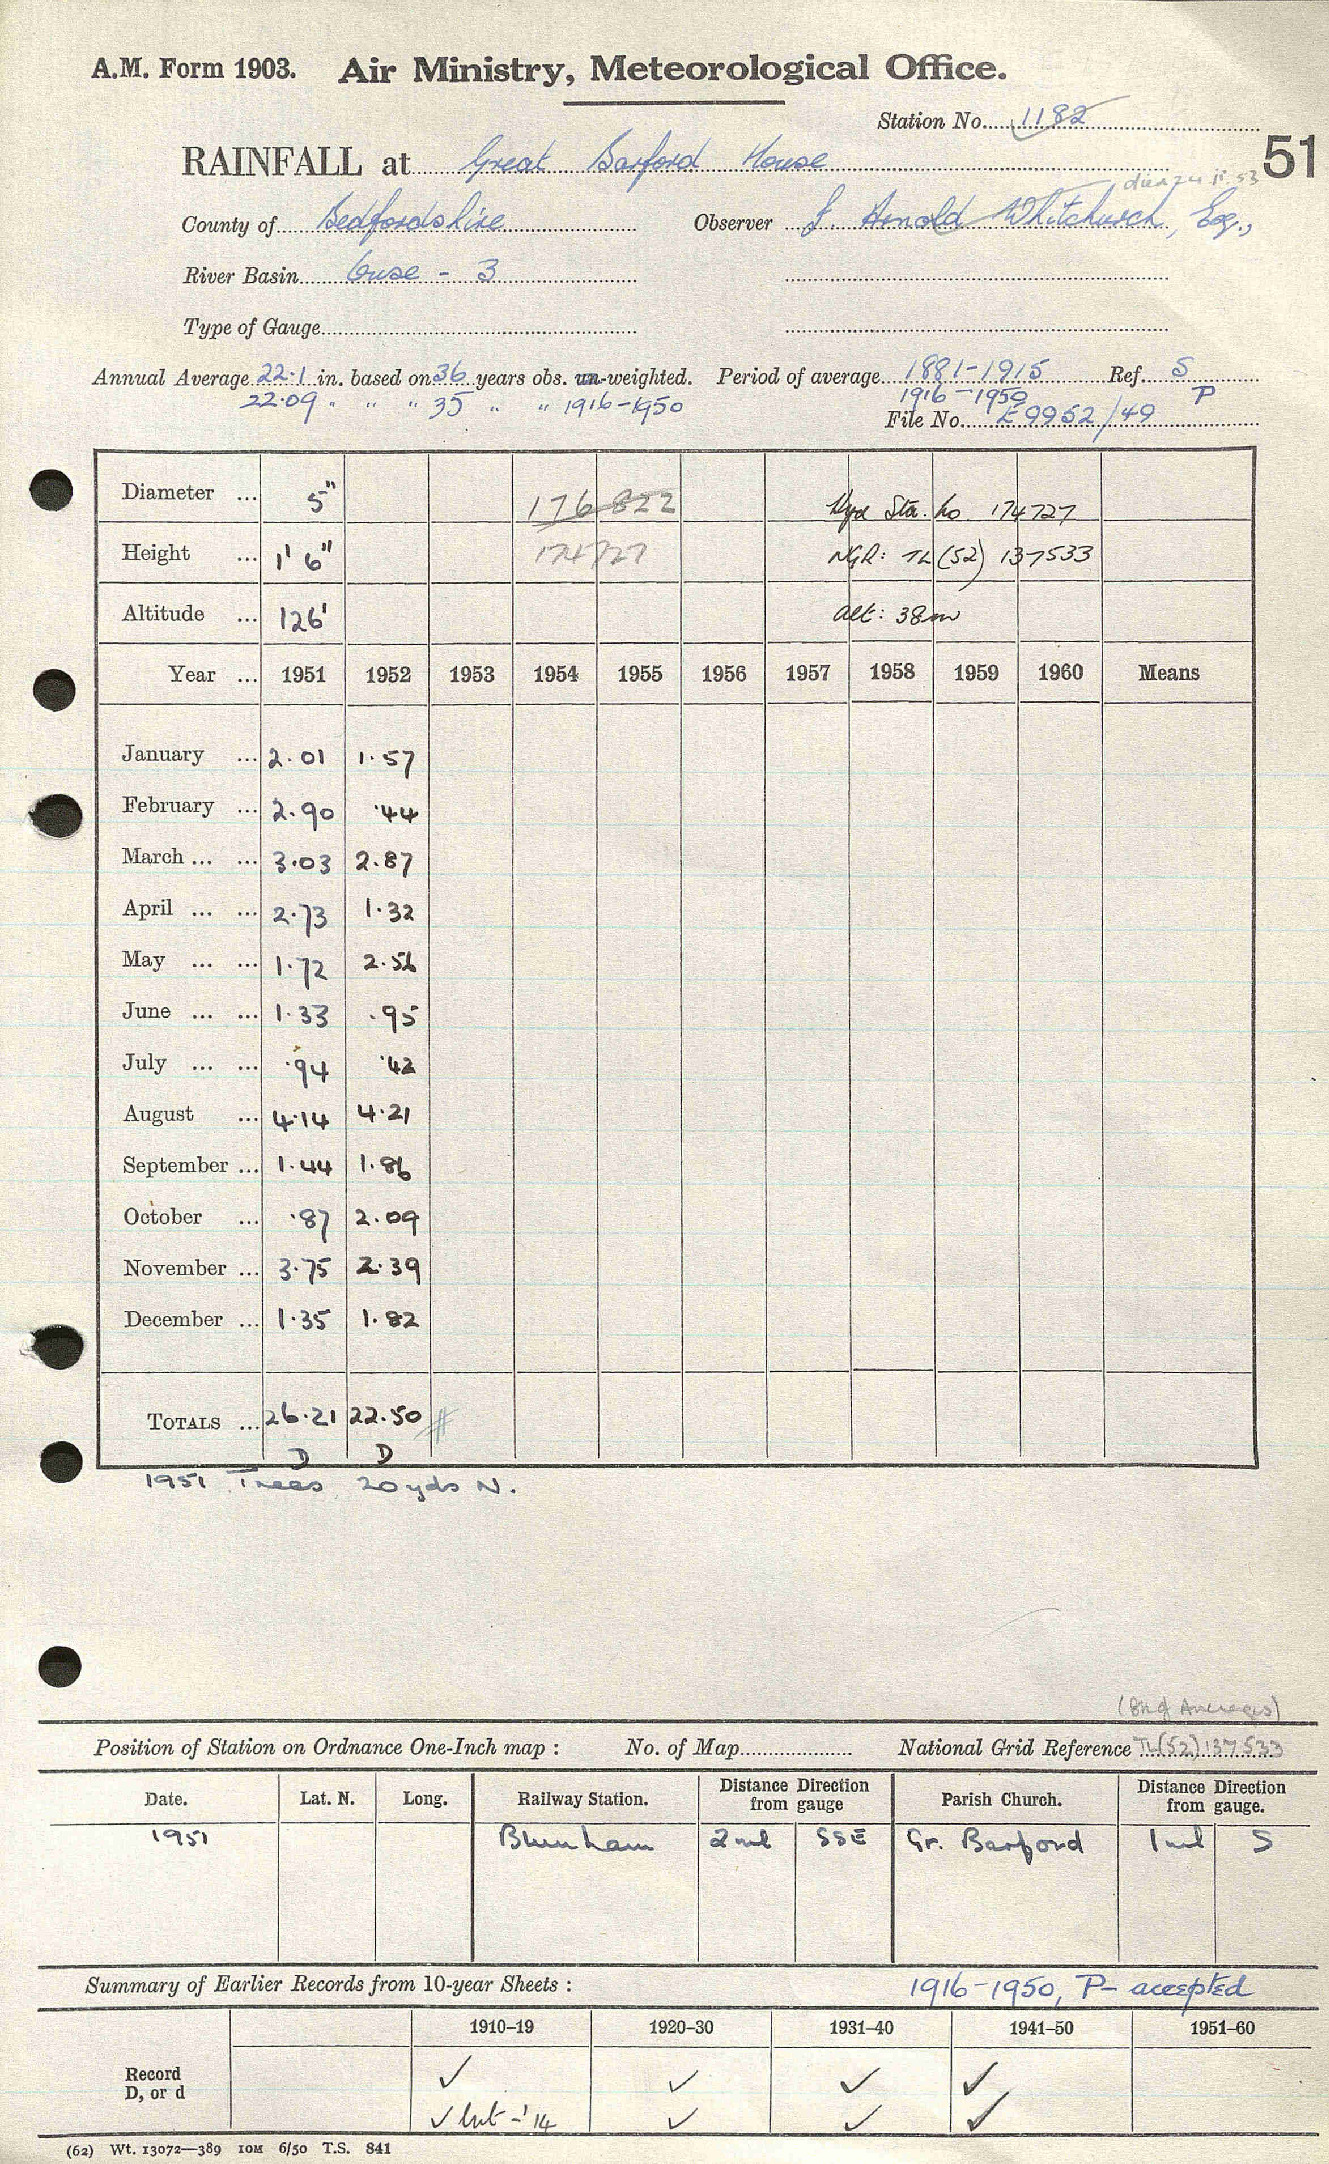 A.M. Form 1903. Air Ministry, Meteorological Office.
Station No. 1182
51
RAINFALL at Great Barford House
died 24 11.53
County of Bedfordshire Observer J. Arnold Whitchurch, Esq.,
River Basin Ouse - 3
Type of Gauge
Annual Average 22.1 in. based on 36 years obs. un-weighted. Period of average 1881-1915 Ref. S
22.09 " " " 35 " " 1916-1950 1916-1950 P
File No. E 9952/49
Diameter ... 5" 176822 Hyd Sta. No 174727
Height ... 1' 6" 174727 NGR: TL (52) 137533
Altitude ... 126' alt: 38m
Year ... 1951 1952 1953 1954 1955 1956 1957 1958 1959 1960 Means
January ... 2.01 1.57
February ... 2.90 .44
March ... ... 3.03 2.87
April ... ... 2.73 1.32
May ... ... 1.72 2.56
June ... ... 1.33 .95
July ... ... .94 .42
August ... 4.14 4.21
September ... 1.44 1.86
October ... .87 2.09
November ... 3.75 2.39
December ... 1.35 1.82
TOTALS ... 26.21 22.50 #
D D
1951 Trees 20 yds N.
Position of Station on Ordnance One-Inch map : No. of Map National Grid Reference TL(52)137533
Date. Lat. N. Long. Railway Station. Distance Direction from gauge Parish Church. Distance Direction from gauge.
1951 Blunham 2 ml SSE Gr. Barford 1 ml S
Summary of Earlier Records from 10-year Sheets : 1916-1950, P- accepted
1910–19 1920–30 1931–40 1941–50 1951–60
Record ✓ ✓ ✓ ✓
D, or d
✓ but -'14 ✓ ✓ ✓
(62) Wt. 13072—389 10M 6/50 T.S. 841